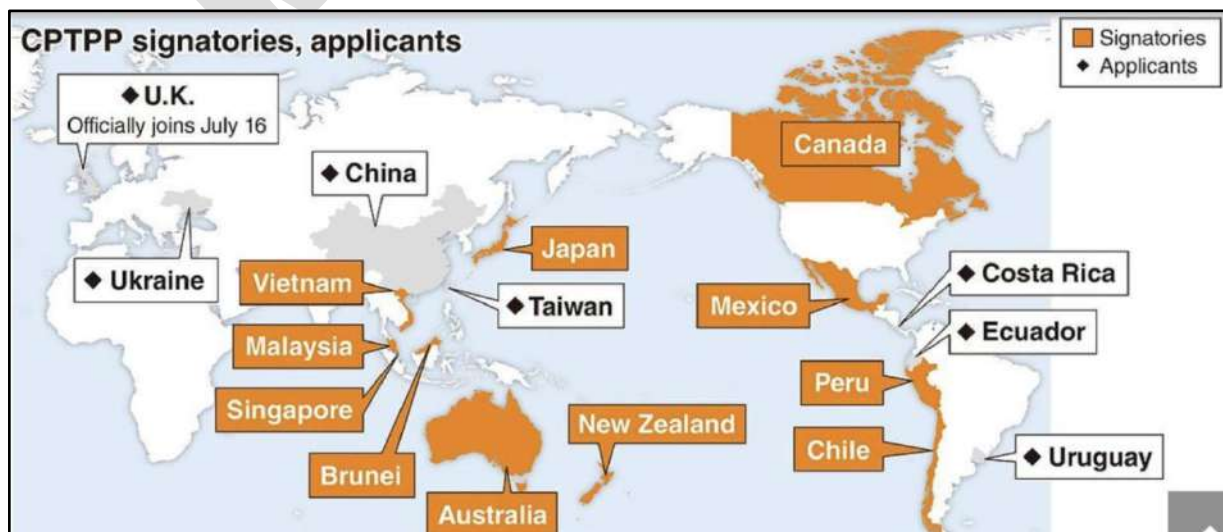 CPTPP signatories, applicants
Signatories
◆ Applicants
◆ U.K.
Officially joins July 16
Canada
◆ China
Japan
◆ Ukraine
Vietnam
◆ Taiwan
◆ Costa Rica
Mexico
◆ Ecuador
Malaysia
Peru
Singapore
New Zealand
Chile
◆ Uruguay
Brunei
Australia